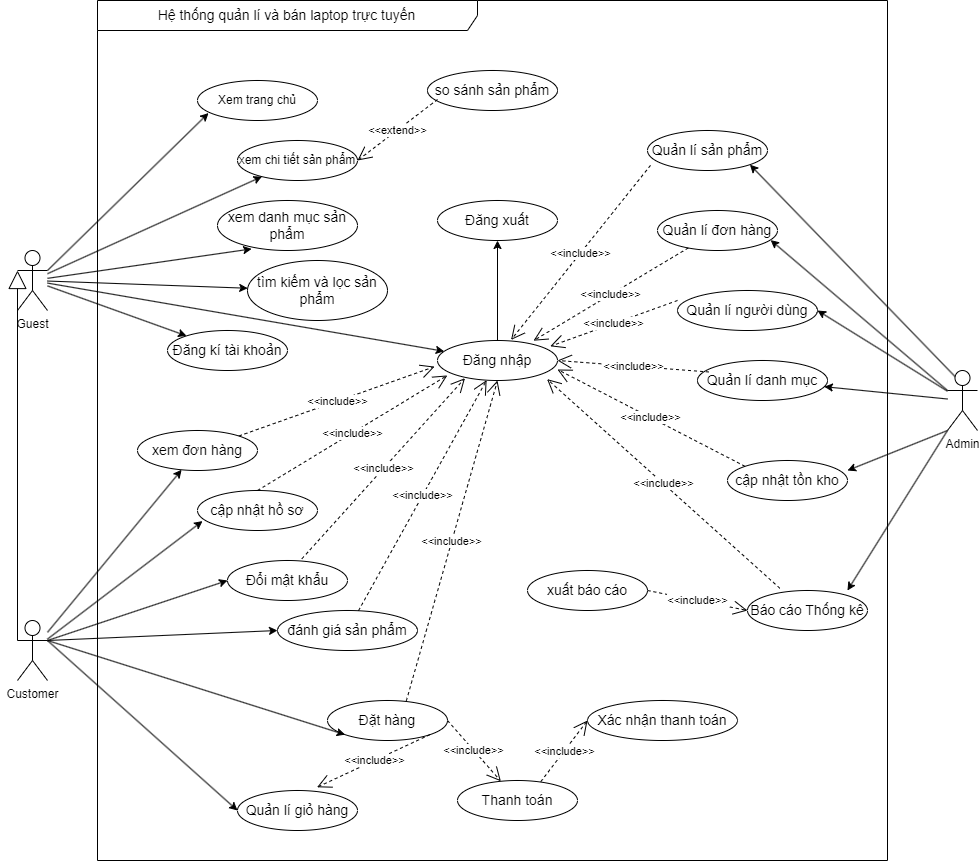 Hệ thống quản lí và bán laptop trực tuyến
Xem trang chủ
so sánh sản phẩm
<<extend>>
xem chi tiết sản phẩm
Quản lí sản phẩm
xem danh mục sản
phẩm
Đăng xuất
Quản lí đơn hàng
<<include>>
tìm kiếm và lọc sản
phẩm
<<include>>
Quản lí người dùng
<<include>>
Guest
Đăng kí tài khoản
Đăng nhập
<<include>>
Quản lí danh mục
<<include>>
<<include>>
<<include>>
Admin
xem đơn hàng
<<include>>
<<include>>
cập nhật tồn kho
<<include>>
<<include>>
cập nhật hồ sơ
<<include>>
Đổi mật khẩu
xuất báo cáo
<<include>>
Báo cáo Thống kê
đánh giá sản phẩm
Customer
Đặt hàng
Xác nhận thanh toán
<<include>>
<<include>>
<<include>>
Thanh toán
Quản lí giỏ hàng